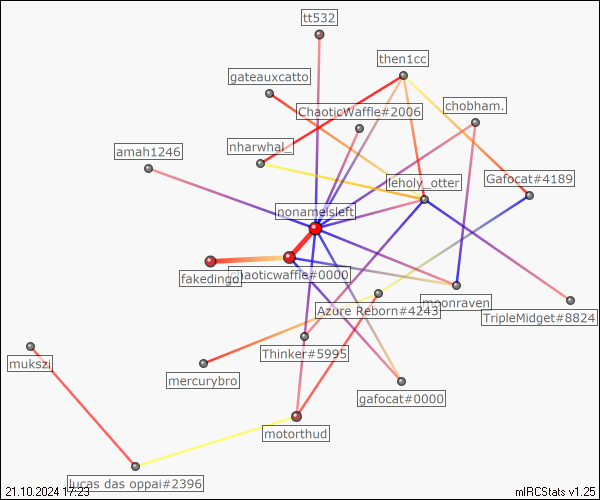 tt532
then1cc
gateauxcatto
ChaoticWaffle#2006
chobham.
nharwhal_
amah1246
leholy_otter
Gafocat#4189
nonameisleft
fakedingo
chaoticwaffle#0000
moonraven
Azure Reborn#4243
TripleMidget#8824
Thinker#5995
mukszi
mercurybro
gafocat#0000
motorthud
lucas das oppai#2396
21.10.2024 17:23
mIRCStats v1.25